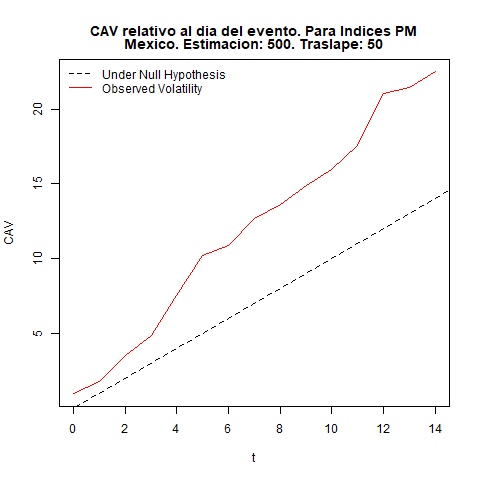 CAV relativo al dia del evento. Para Indices PM
Mexico. Estimacion: 500. Traslape: 50
Under Null Hypothesis
Observed Volatility
CAV
20
15
10
5
0 2 4 6 8 10 12 14
t